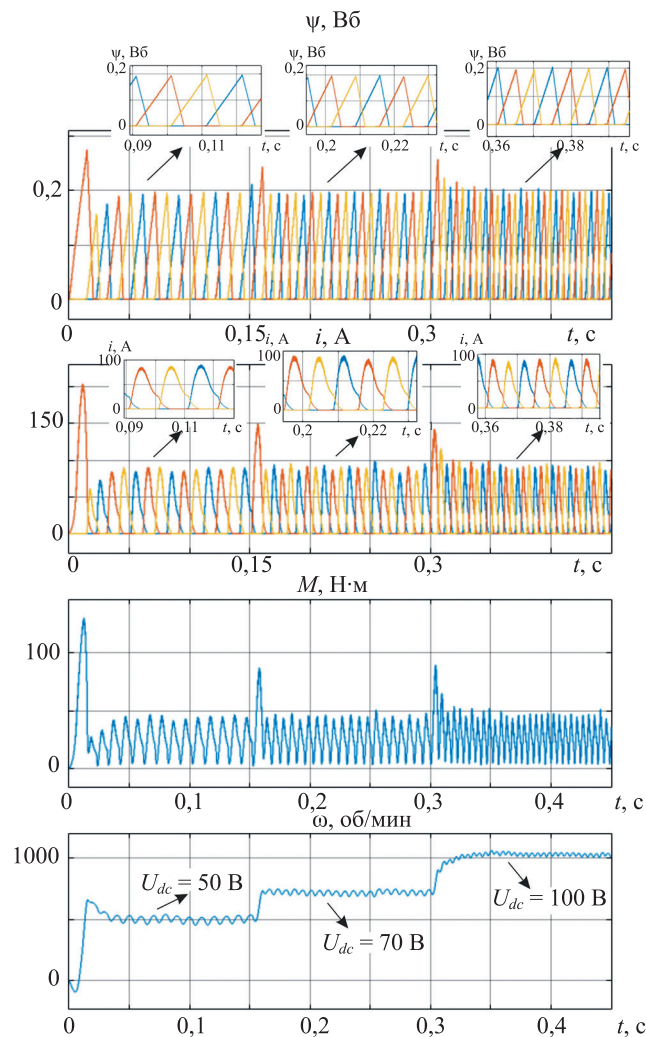 ψ, Вб
ψ, Вб ψ, Вб ψ, Вб
0,2 0,2 0,2
0 0 0
0,09 0,11 t, с 0,2 0,22 t, с 0,36 0,38 t, с
0,2
0
0 0,15 0,3 t, с
i, А i, А i, А
100 100 100
0 0 0
0,09 0,11 t, с 0,2 0,22 t, с 0,36 0,38 t, с
150
0
0 0,15 0,3 t, с
M, Н·м
100
0
0 0,1 0,2 0,3 0,4 t, с
ω, об/мин
1000
U_dc = 50 В
U_dc = 100 В
U_dc = 70 В
0
0 0,1 0,2 0,3 0,4 t, с